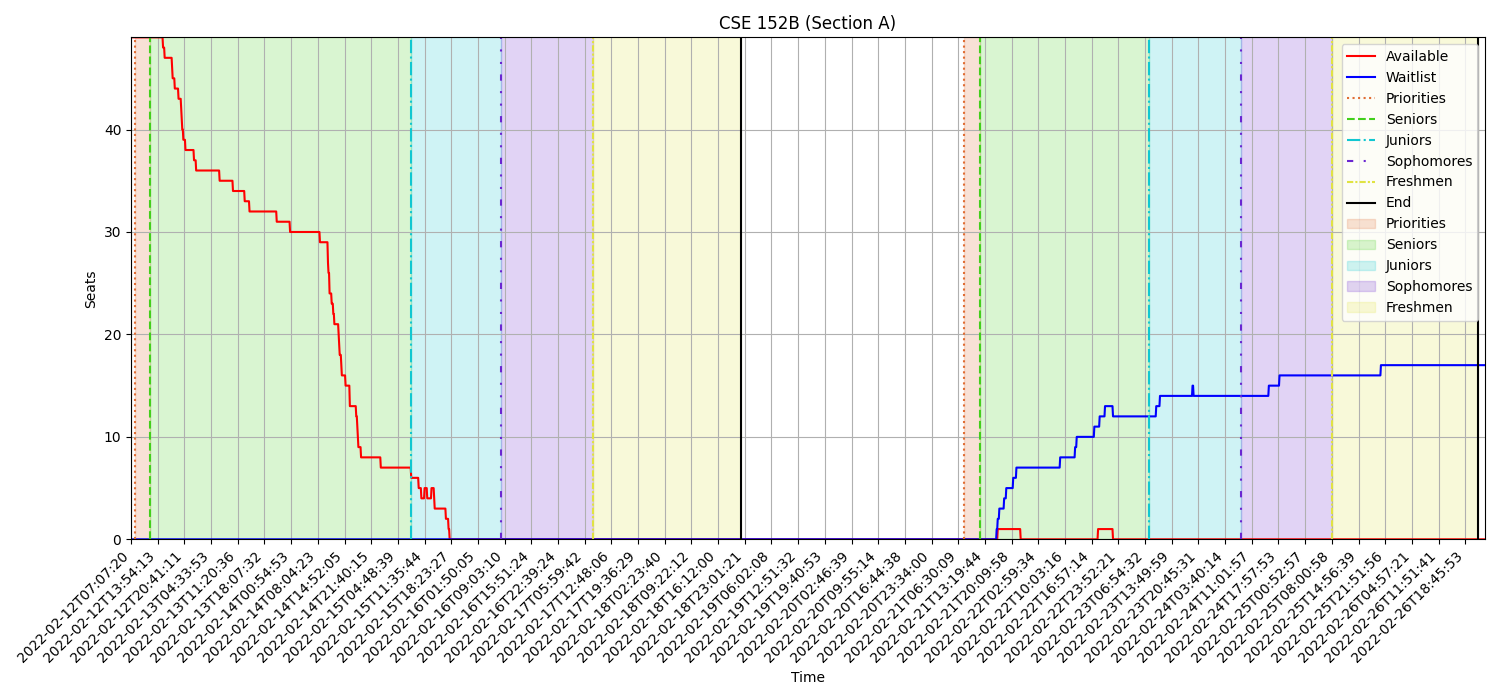 CSE 152B (Section A)
Seats
40
30
20
10
0
Available
Waitlist
Priorities
Seniors
Juniors
Sophomores
Freshmen
End
Priorities
Seniors
Juniors
Sophomores
Freshmen
2022-02-12T07:07:20
2022-02-12T13:54:13
2022-02-12T20:41:11
2022-02-13T04:33:53
2022-02-13T11:20:36
2022-02-13T18:07:32
2022-02-14T00:54:53
2022-02-14T08:04:23
2022-02-14T14:52:05
2022-02-14T21:40:15
2022-02-15T04:48:39
2022-02-15T11:35:44
2022-02-15T18:23:27
2022-02-16T01:50:05
2022-02-16T09:03:10
2022-02-16T15:51:24
2022-02-16T22:39:24
2022-02-17T05:59:42
2022-02-17T12:48:06
2022-02-17T19:36:29
2022-02-18T02:23:40
2022-02-18T09:22:12
2022-02-18T16:12:00
2022-02-18T23:01:21
2022-02-19T06:02:08
2022-02-19T12:51:32
2022-02-19T19:40:53
2022-02-20T02:46:39
2022-02-20T09:55:14
2022-02-20T16:44:38
2022-02-20T23:34:00
2022-02-21T06:30:09
2022-02-21T13:19:44
2022-02-21T20:09:58
2022-02-22T02:59:34
2022-02-22T10:03:16
2022-02-22T16:57:14
2022-02-22T23:52:21
2022-02-23T06:54:32
2022-02-23T13:49:59
2022-02-23T20:45:31
2022-02-24T03:40:14
2022-02-24T11:01:57
2022-02-24T17:57:53
2022-02-25T00:52:57
2022-02-25T08:00:58
2022-02-25T14:56:39
2022-02-25T21:51:56
2022-02-26T04:57:21
2022-02-26T11:51:41
2022-02-26T18:45:53
Time